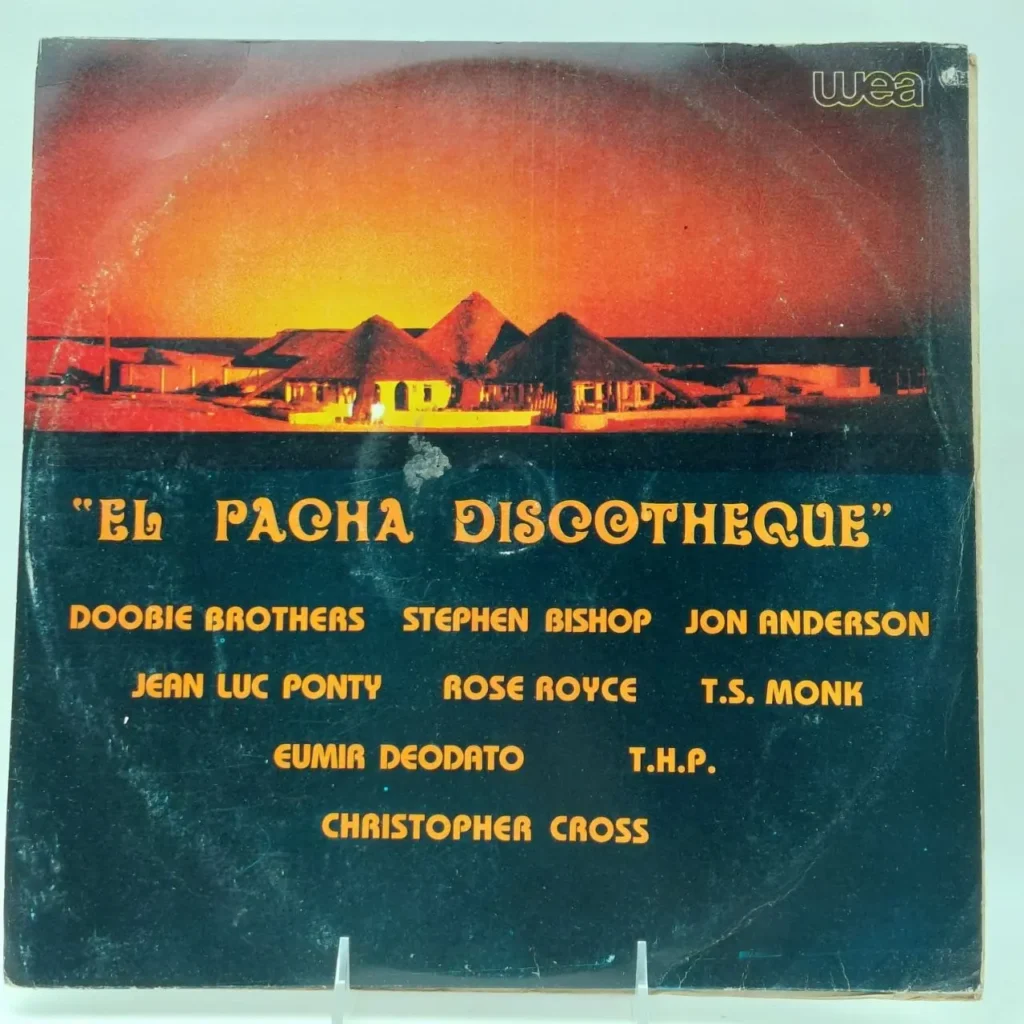 wea
"EL PACHA DISCOTHEQUE"
DOOBIE BROTHERS STEPHEN BISHOP JON ANDERSON
JEAN LUC PONTY ROSE ROYCE T.S. MONK
EUMIR DEODATO T.H.P.
CHRISTOPHER CROSS